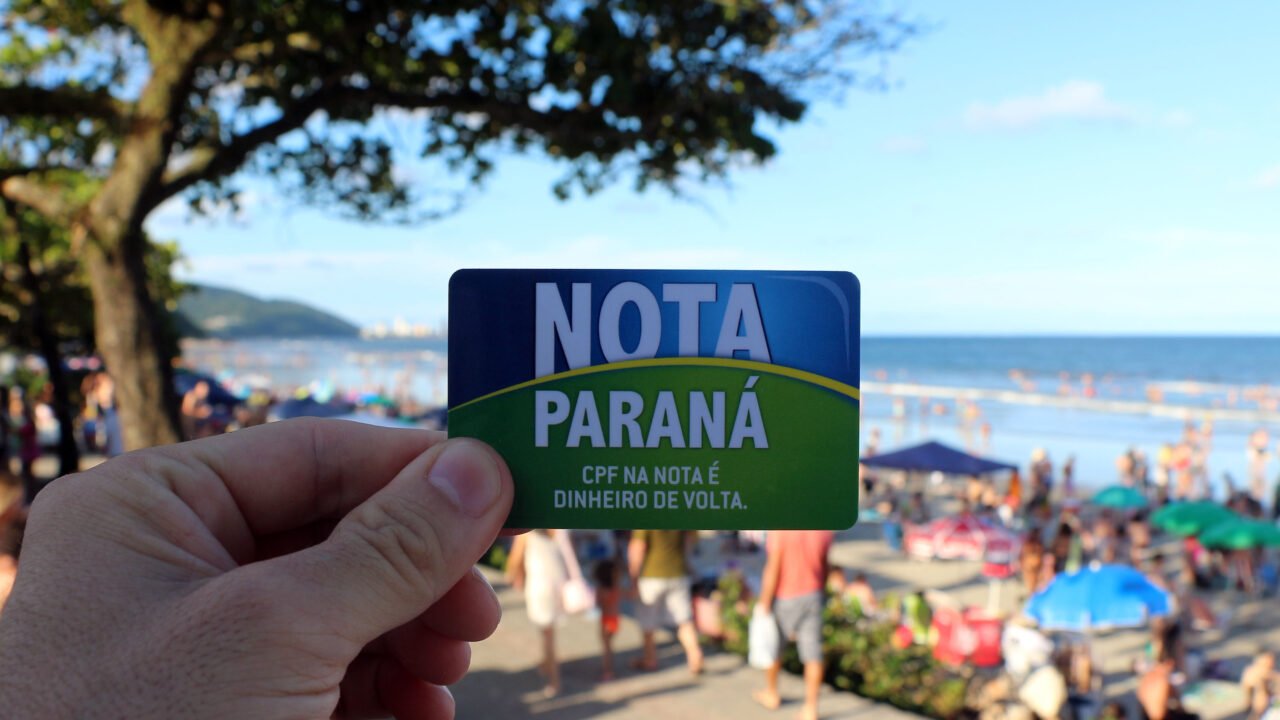 NOTA
PARANÁ
CPF NA NOTA É
DINHEIRO DE VOLTA.